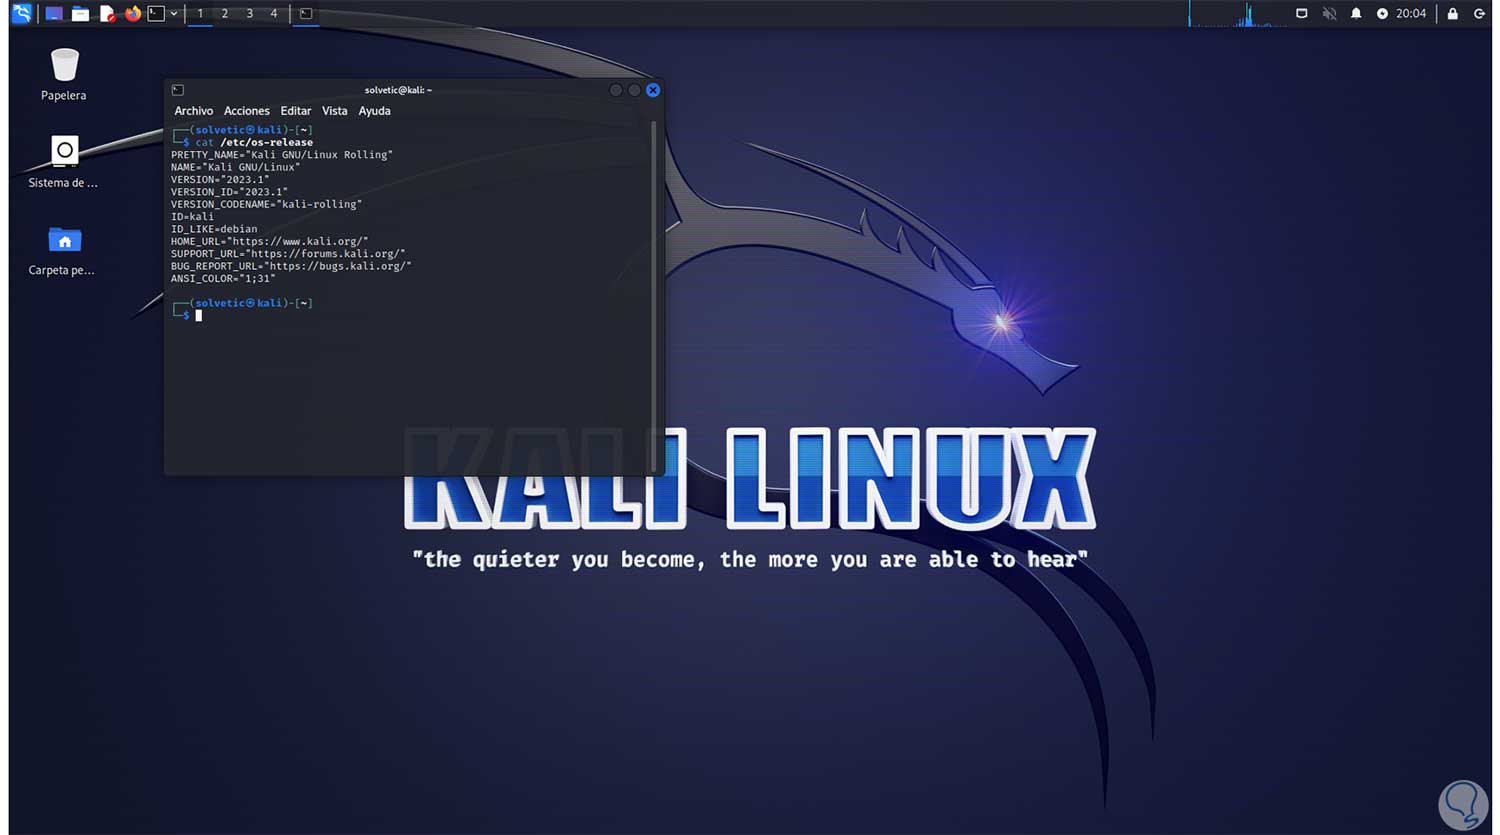 1 2 3 4
20:04
Papelera
Sistema de ...
Carpeta pe...
solvetic@kali: ~
Archivo Acciones Editar Vista Ayuda
┌──(solvetic㉿kali)-[~]
└─$ cat /etc/os-release
PRETTY_NAME="Kali GNU/Linux Rolling"
NAME="Kali GNU/Linux"
VERSION="2023.1"
VERSION_ID="2023.1"
VERSION_CODENAME="kali-rolling"
ID=kali
ID_LIKE=debian
HOME_URL="https://www.kali.org/"
SUPPORT_URL="https://forums.kali.org/"
BUG_REPORT_URL="https://bugs.kali.org/"
ANSI_COLOR="1;31"
┌──(solvetic㉿kali)-[~]
└─$
KALI LINUX
"the quieter you become, the more you are able to hear"